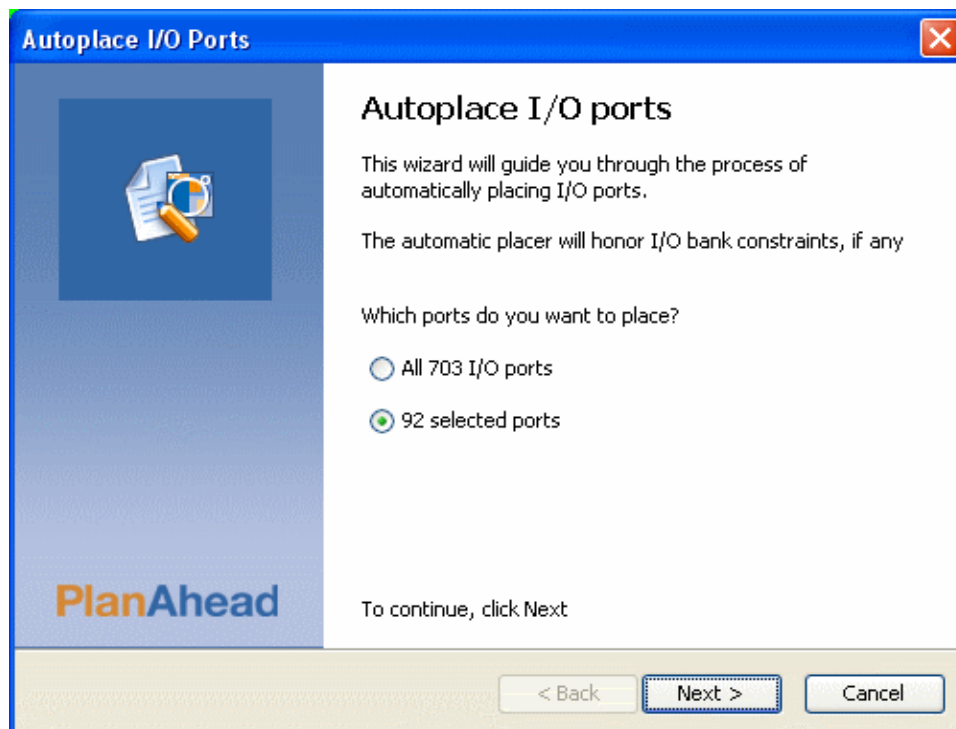 Autoplace I/O Ports
Autoplace I/O ports
This wizard will guide you through the process of
automatically placing I/O ports.
The automatic placer will honor I/O bank constraints, if any
Which ports do you want to place?
All 703 I/O ports
92 selected ports
PlanAhead
To continue, click Next
< Back
Next >
Cancel